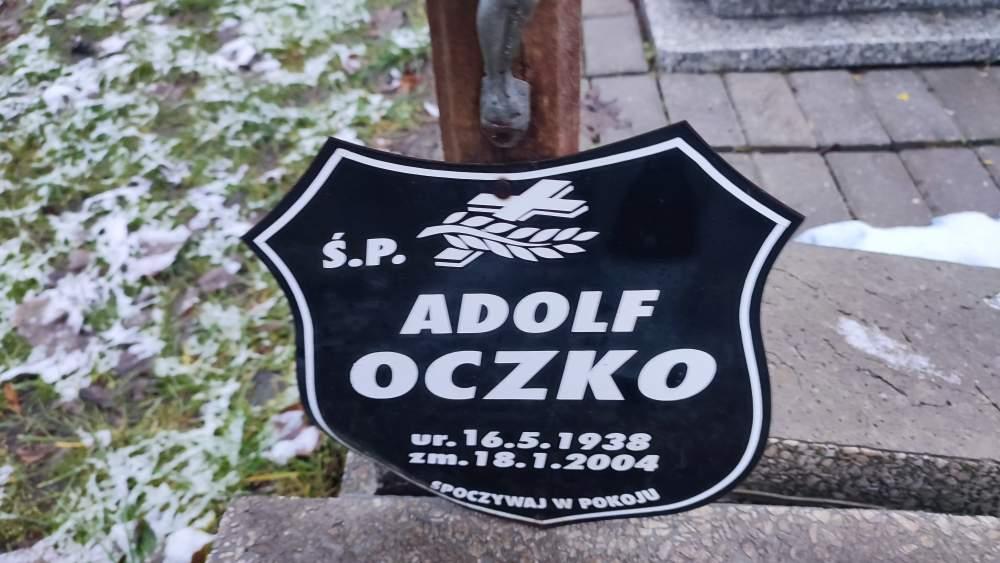 Ś.P.
ADOLF
OCZKO
ur.16.5.1938
zm.18.1.2004
SPOCZYWAJ W POKOJU